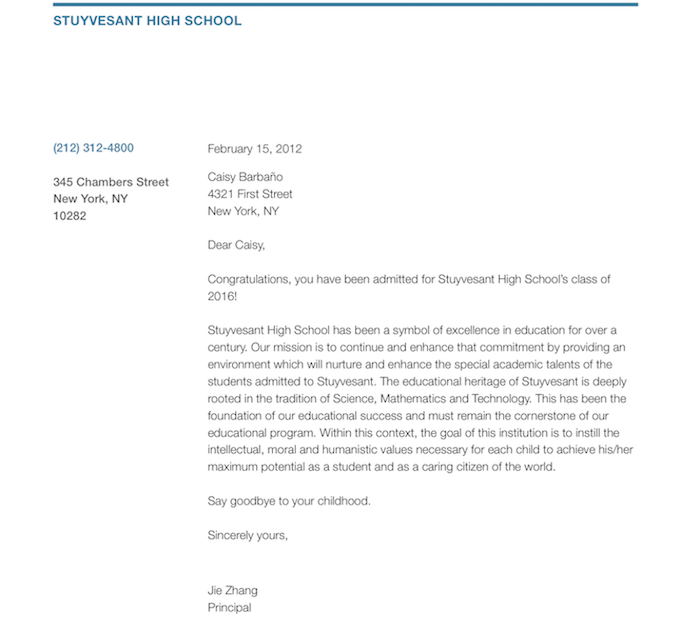 STUYVESANT HIGH SCHOOL
(212) 312-4800
345 Chambers Street
New York, NY
10282
February 15, 2012
Caisy Barbaño
4321 First Street
New York, NY
Dear Caisy,
Congratulations, you have been admitted for Stuyvesant High School's class of
2016!
Stuyvesant High School has been a symbol of excellence in education for over a
century. Our mission is to continue and enhance that commitment by providing an
environment which will nurture and enhance the special academic talents of the
students admitted to Stuyvesant. The educational heritage of Stuyvesant is deeply
rooted in the tradition of Science, Mathematics and Technology. This has been the
foundation of our educational success and must remain the cornerstone of our
educational program. Within this context, the goal of this institution is to instill the
intellectual, moral and humanistic values necessary for each child to achieve his/her
maximum potential as a student and as a caring citizen of the world.
Say goodbye to your childhood.
Sincerely yours,
Jie Zhang
Principal